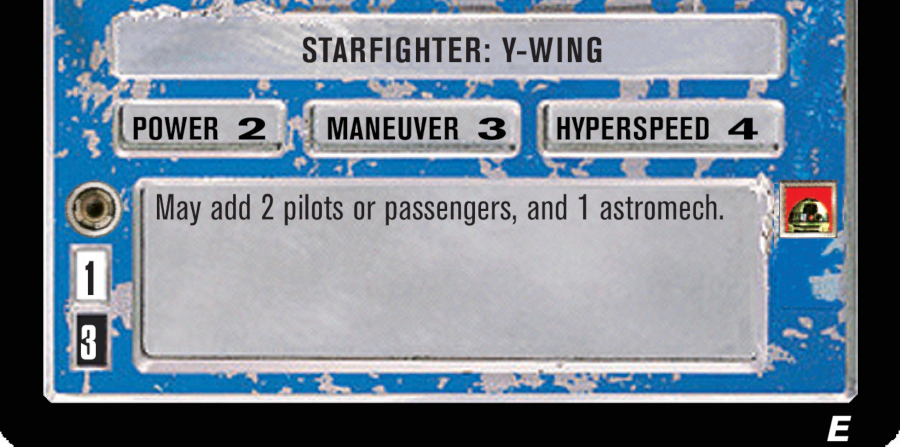 STARFIGHTER: Y-WING
POWER 2 MANEUVER 3 HYPERSPEED 4
May add 2 pilots or passengers, and 1 astromech.
1
3
E